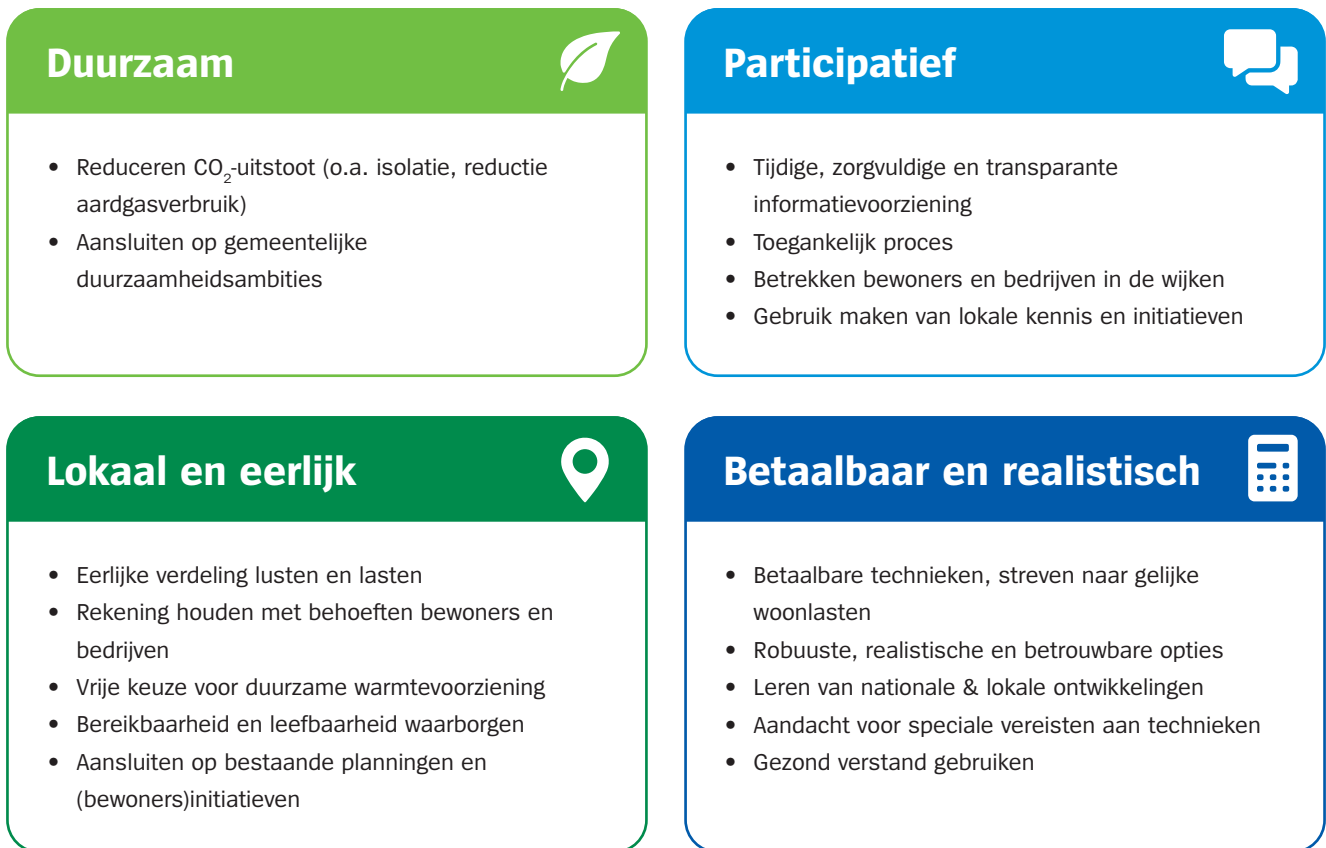 Duurzaam
• Reduceren CO₂-uitstoot (o.a. isolatie, reductie
aardgasverbruik)
• Aansluiten op gemeentelijke
duurzaamheidsambities
Participatief
• Tijdige, zorgvuldige en transparante
informatievoorziening
• Toegankelijk proces
• Betrekken bewoners en bedrijven in de wijken
• Gebruik maken van lokale kennis en initiatieven
Lokaal en eerlijk
• Eerlijke verdeling lusten en lasten
• Rekening houden met behoeften bewoners en
bedrijven
• Vrije keuze voor duurzame warmtevoorziening
• Bereikbaarheid en leefbaarheid waarborgen
• Aansluiten op bestaande planningen en
(bewoners)initiatieven
Betaalbaar en realistisch
• Betaalbare technieken, streven naar gelijke
woonlasten
• Robuuste, realistische en betrouwbare opties
• Leren van nationale & lokale ontwikkelingen
• Aandacht voor speciale vereisten aan technieken
• Gezond verstand gebruiken